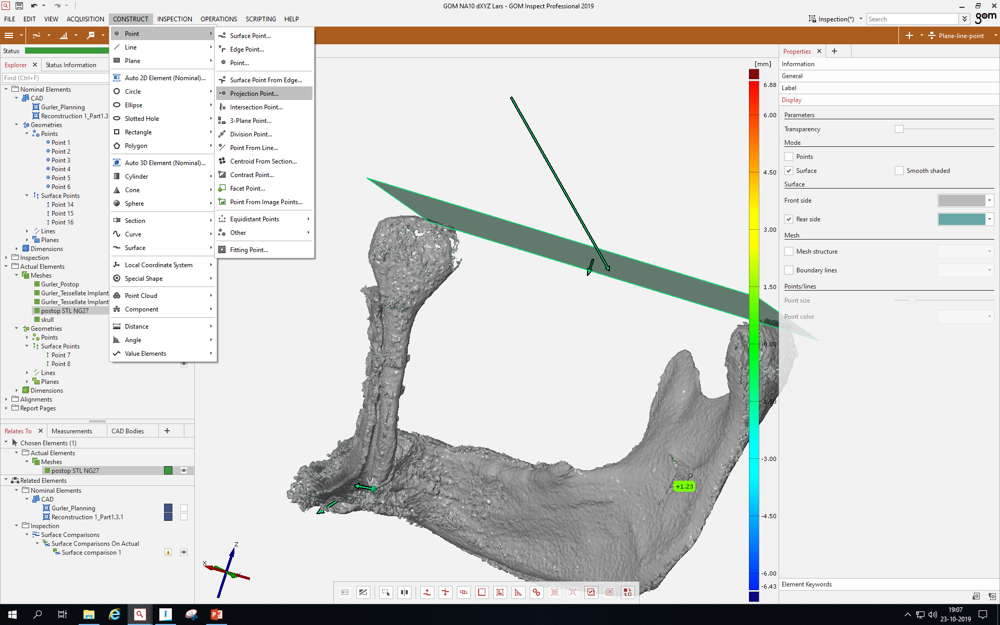 GOM NA10 dXYZ Lars - GOM Inspect Professional 2019
FILE EDIT VIEW ACQUISITION CONSTRUCT INSPECTION OPERATIONS SCRIPTING HELP
Inspection(*)
Search
gom
Plane-line-point
Status
Explorer
Status Information
Find (Ctrl+F)
Nominal Elements
CAD
Gurler_Planning
Reconstruction 1_Part1.3
Geometries
Points
Point 1
Point 2
Point 3
Point 4
Point 5
Point 6
Surface Points
Point 14
Point 15
Point 16
Lines
Planes
Dimensions
Inspection
Actual Elements
Meshes
Gurler_Postop
Gurler_Tessellate Implant
Gurler_Tessellate Implant
postop STL NG27
skull
Geometries
Points
Surface Points
Point 7
Point 8
Lines
Planes
Dimensions
Alignments
Report Pages
Relates To
Measurements
CAD Bodies
Chosen Elements (1)
Actual Elements
Meshes
postop STL NG27
Related Elements
Nominal Elements
CAD
Gurler_Planning
Reconstruction 1_Part1.3.1
Inspection
Surface Comparisons
Surface Comparisons On Actual
Surface comparison 1
Point
Line
Plane
Auto 2D Element (Nominal)...
Circle
Ellipse
Slotted Hole
Rectangle
Polygon
Auto 3D Element (Nominal)...
Cylinder
Cone
Sphere
Section
Curve
Surface
Local Coordinate System
Special Shape
Point Cloud
Component
Distance
Angle
Value Elements
Surface Point...
Edge Point...
Point...
Surface Point From Edge...
Projection Point...
Intersection Point...
3-Plane Point...
Division Point...
Point From Line...
Centroid From Section...
Contrast Point...
Facet Point...
Point From Image Points...
Equidistant Points
Other
Fitting Point...
[mm]
6.88
6.00
4.50
3.00
1.50
0.00
-1.50
-3.00
-4.50
-6.00
-6.43
+1.23
Z
X
Y
Properties
Information
General
Label
Display
Parameters
Transparency
Mode
Points
Surface
Smooth shaded
Surface
Front side
Rear side
Mesh
Mesh structure
Boundary lines
Points/lines
Point size
Point color
Element Keywords
19:07
23-10-2019